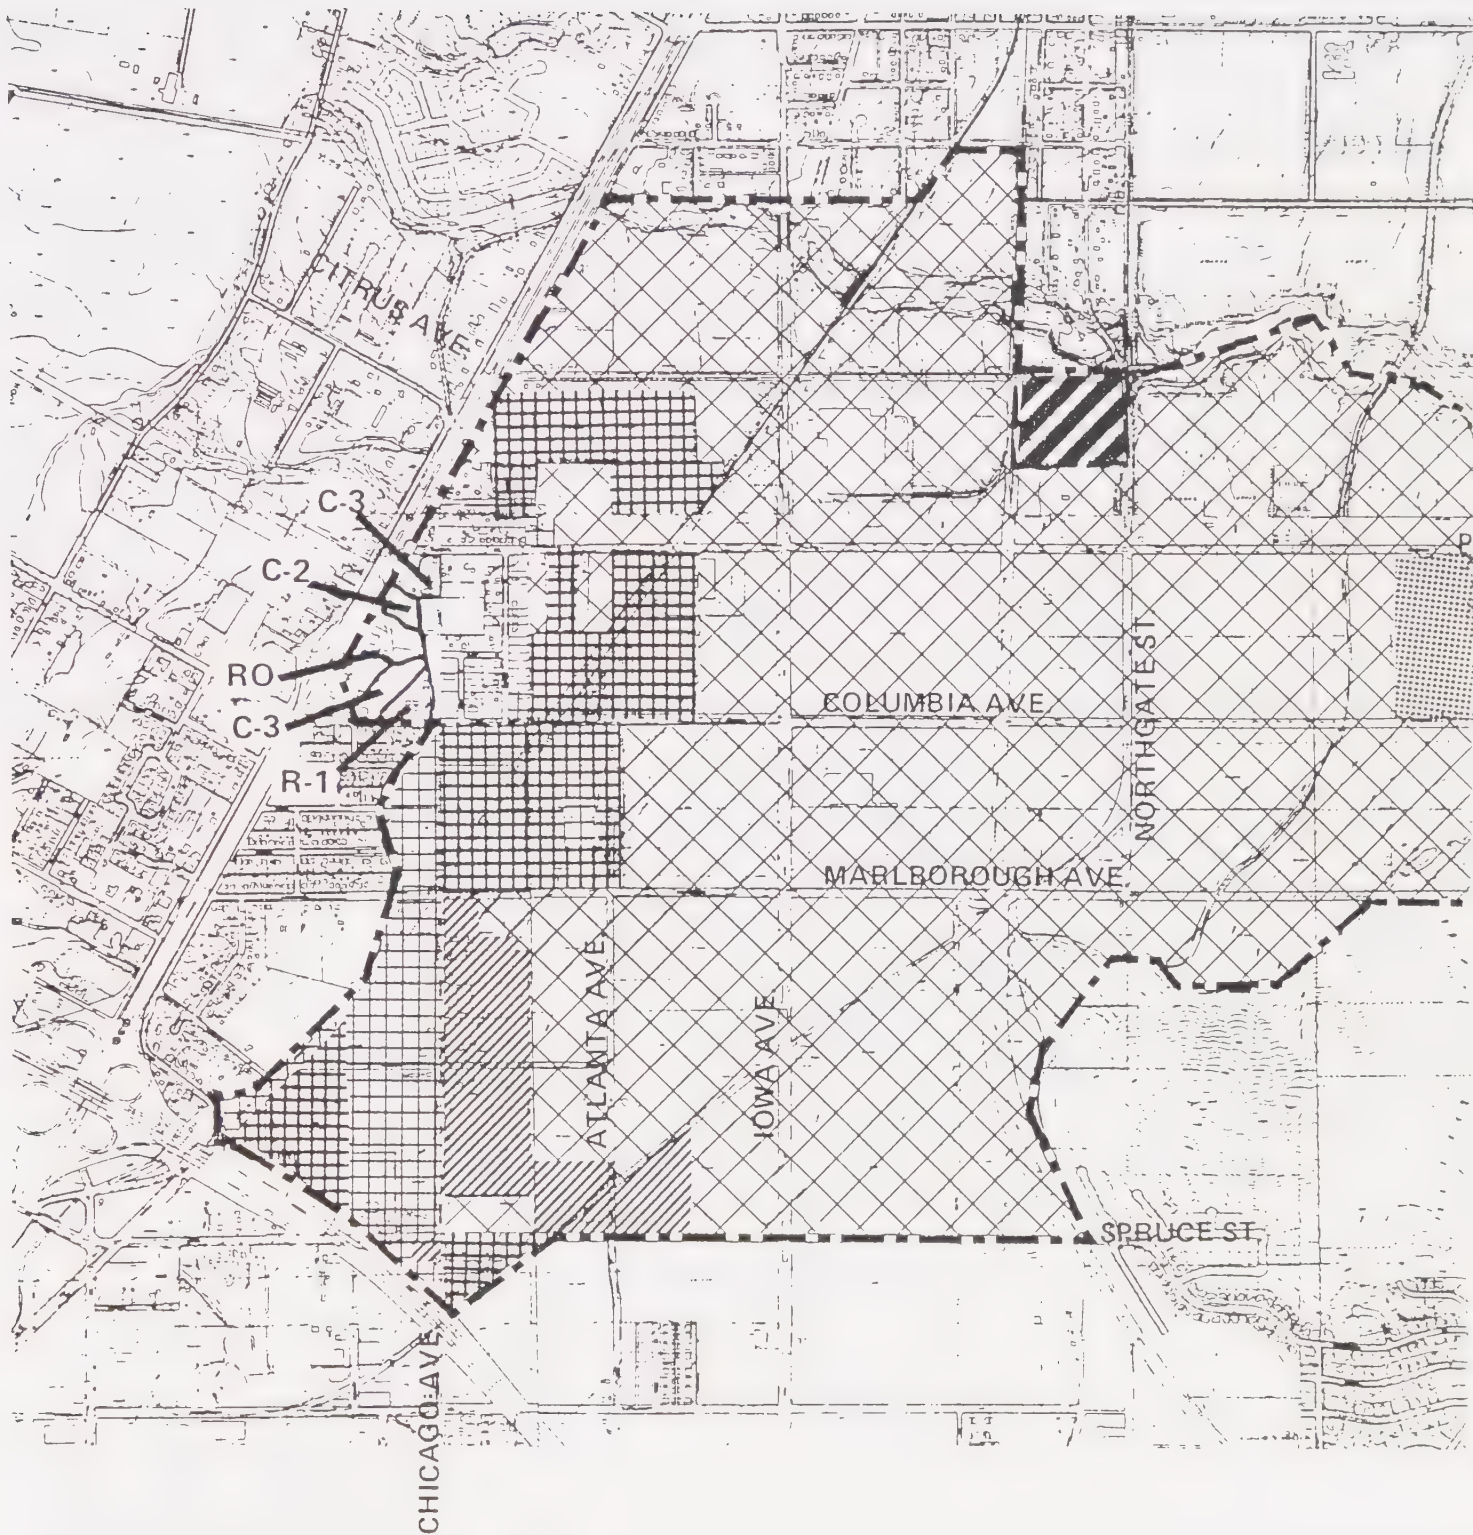 CITRUS AVE
C-3
C-2
RO
C-3
R-1
COLUMBIA AVE
NORTHGATE ST
MARLBOROUGH AVE
ATLANTA AVE
IOWA AVE
SPRUCE ST
CHICAGO AVE
P